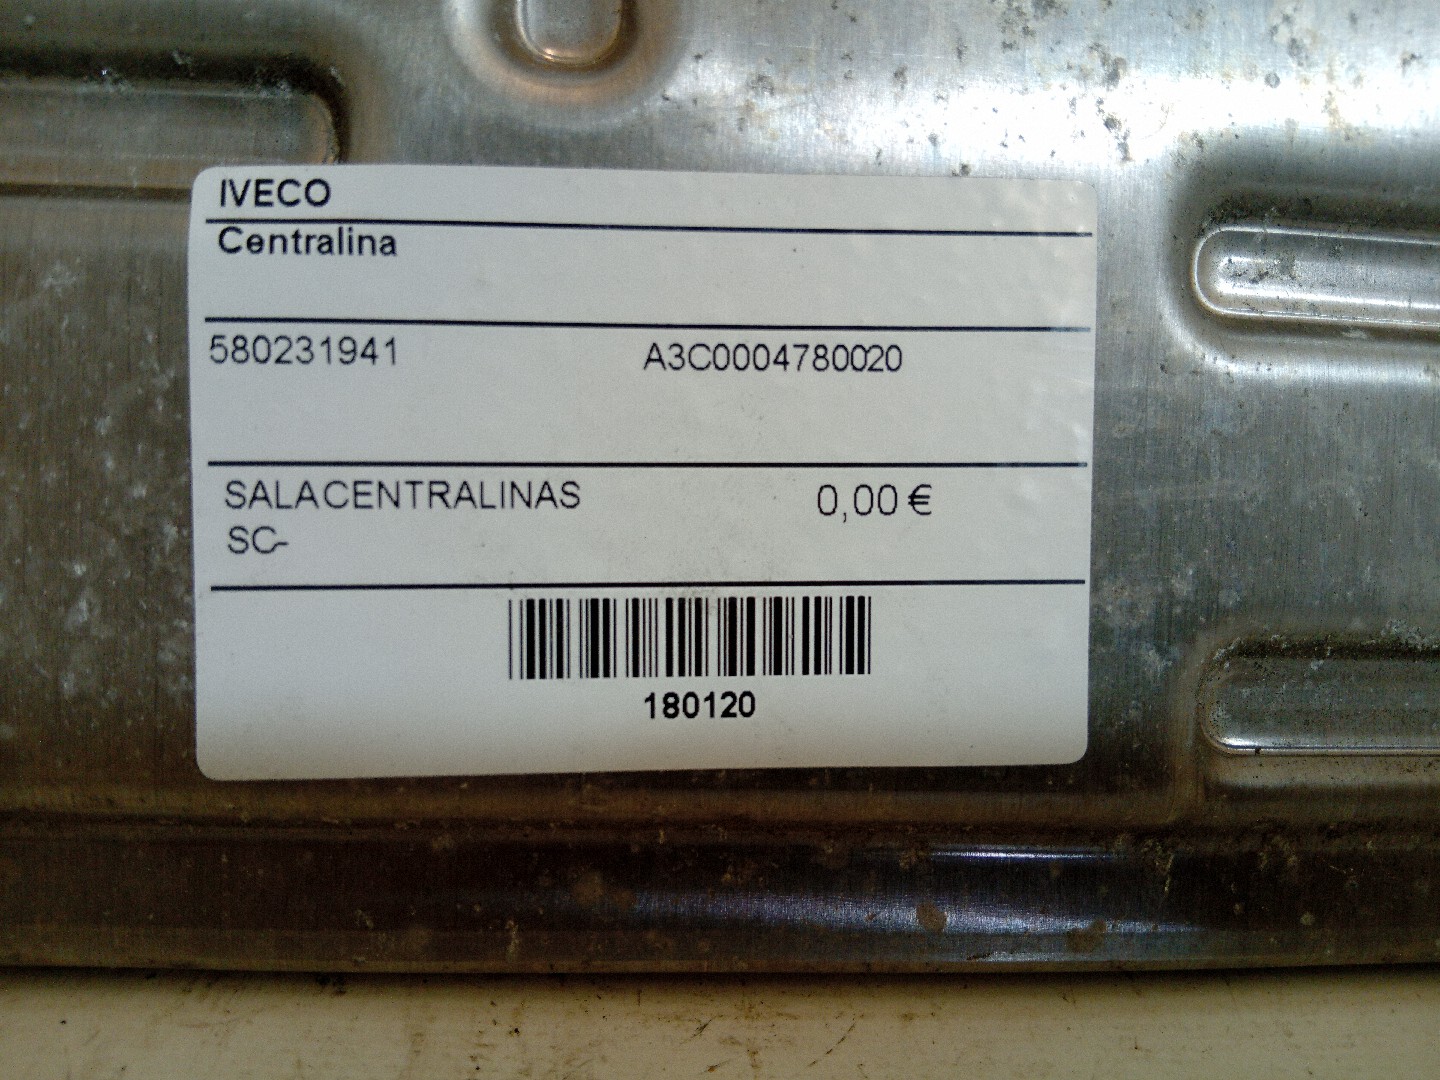 IVECO
Centralina
580231941 A3C0004780020
SALACENTRALINAS 0,00 €
SC-
180120